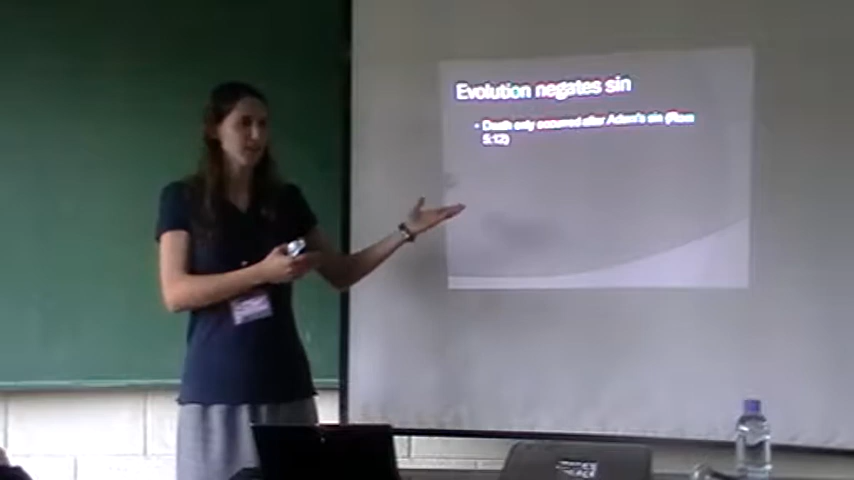 Evolution negates sin
• Death only occurred after Adam's sin (Rom
5:12)